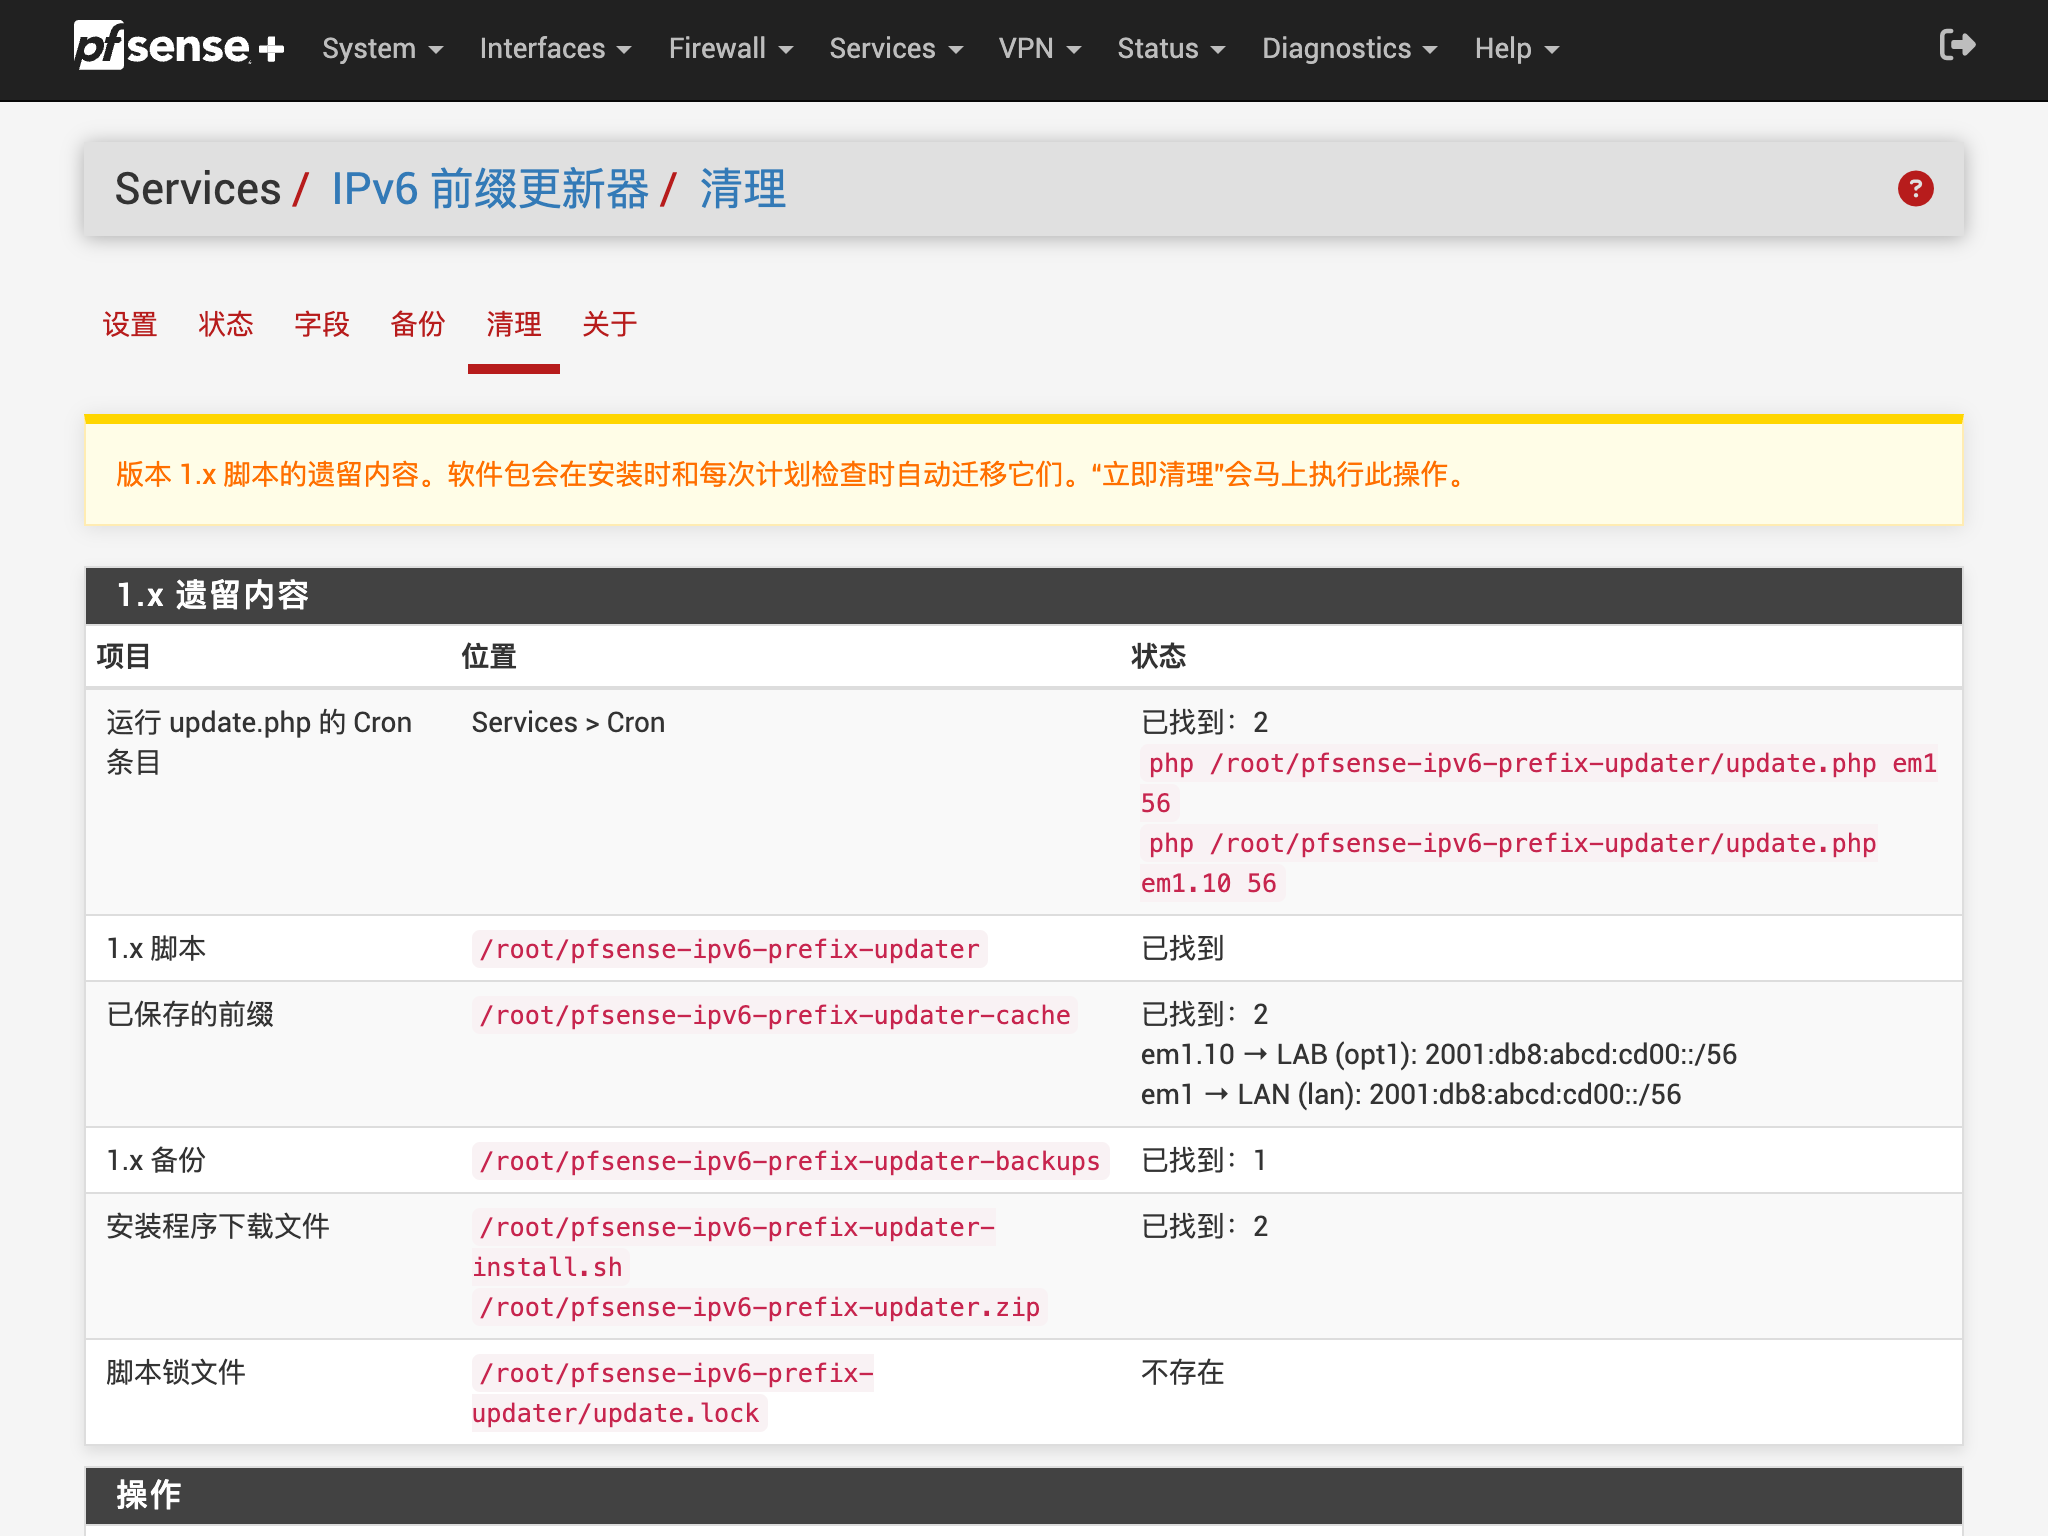 pfsense+ System Interfaces Firewall Services VPN Status Diagnostics Help
Services / IPv6 前缀更新器 / 清理
?
设置 状态 字段 备份 清理 关于
版本 1.x 脚本的遗留内容。软件包会在安装时和每次计划检查时自动迁移它们。“立即清理”会马上执行此操作。
1.x 遗留内容
项目 位置 状态
运行 update.php 的 Cron
条目
Services > Cron
已找到：2
php /root/pfsense-ipv6-prefix-updater/update.php em1
56
php /root/pfsense-ipv6-prefix-updater/update.php
em1.10 56
1.x 脚本 /root/pfsense-ipv6-prefix-updater 已找到
已保存的前缀 /root/pfsense-ipv6-prefix-updater-cache 已找到：2
em1.10 → LAB (opt1): 2001:db8:abcd:cd00::/56
em1 → LAN (lan): 2001:db8:abcd:cd00::/56
1.x 备份 /root/pfsense-ipv6-prefix-updater-backups 已找到：1
安装程序下载文件 /root/pfsense-ipv6-prefix-updater- 已找到：2
install.sh
/root/pfsense-ipv6-prefix-updater.zip
脚本锁文件 /root/pfsense-ipv6-prefix- 不存在
updater/update.lock
操作